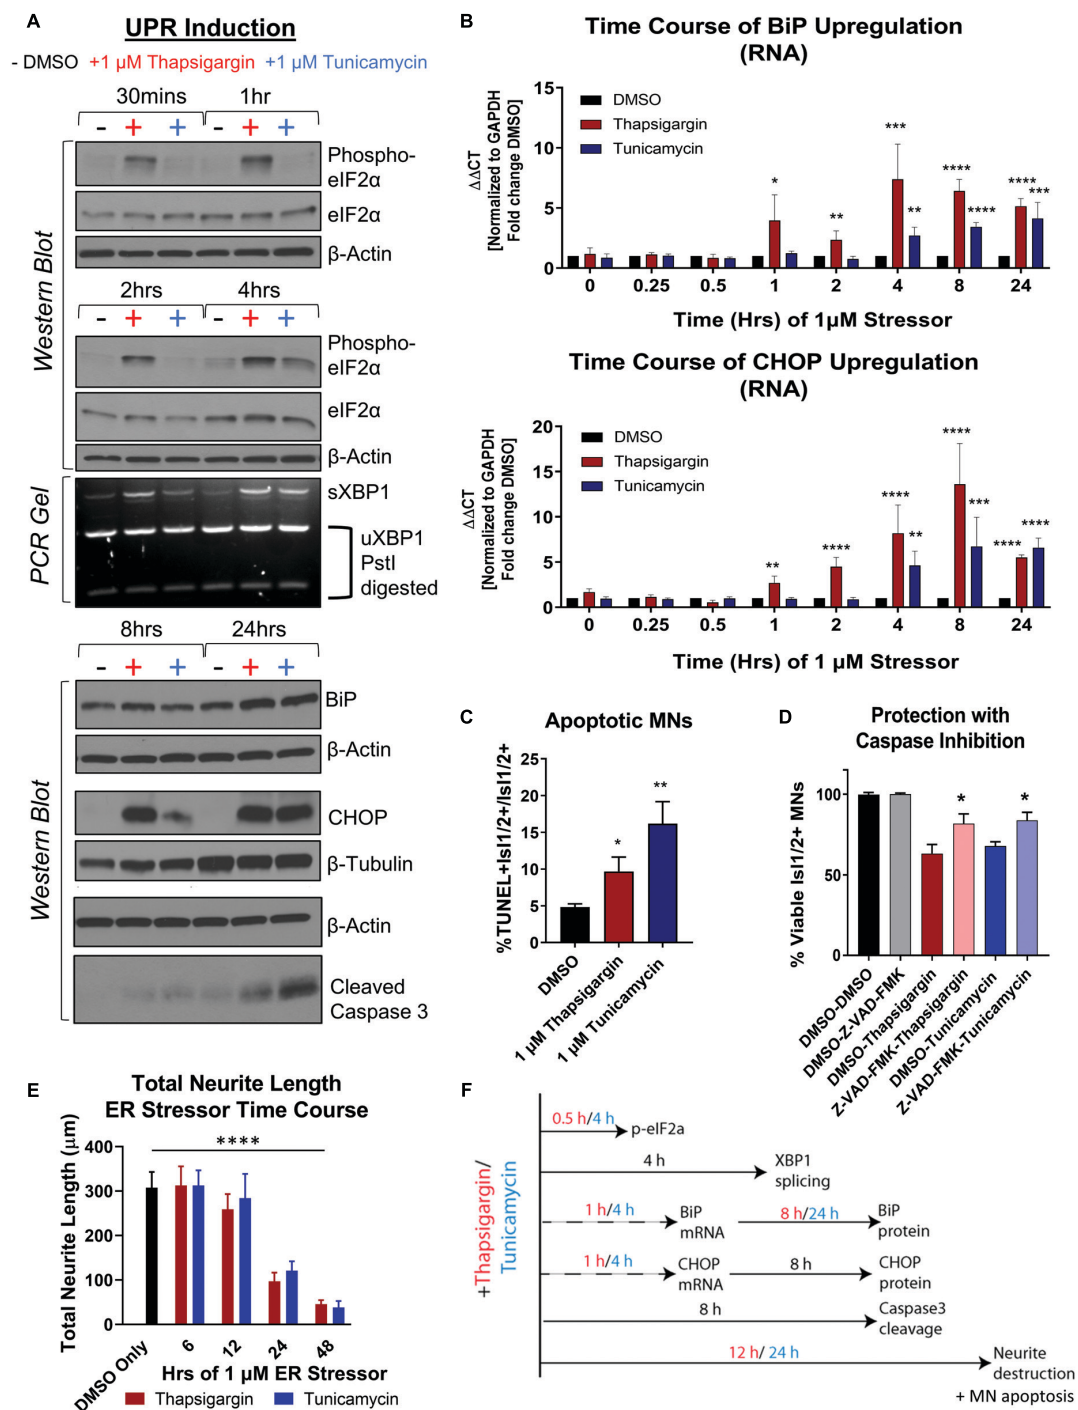 A
UPR Induction
- DMSO +1 µM Thapsigargin +1 µM Tunicamycin
30mins 1hr
- + + - + +
Western Blot
Phospho-
eIF2α
eIF2α
β-Actin
2hrs 4hrs
+ + - + +
Phospho-
eIF2α
eIF2α
β-Actin
PCR Gel
sXBP1
uXBP1
PstI
digested
8hrs 24hrs
- + + - + +
Western Blot
BiP
β-Actin
CHOP
β-Tubulin
β-Actin
Cleaved
Caspase 3
B
Time Course of BiP Upregulation
(RNA)
ΔΔCT
[Normalized to GAPDH
Fold change DMSO]
15
10
5
0
DMSO
Thapsigargin
Tunicamycin
* ** *** ** **** **** **** ***
0 0.25 0.5 1 2 4 8 24
Time (Hrs) of 1µM Stressor
Time Course of CHOP Upregulation
(RNA)
ΔΔCT
[Normalized to GAPDH
Fold change DMSO]
20
15
10
5
0
DMSO
Thapsigargin
Tunicamycin
** **** **** ** **** *** **** ****
0 0.25 0.5 1 2 4 8 24
Time (Hrs) of 1 µM Stressor
C
Apoptotic MNs
%TUNEL+Isl1/2+/Isl1/2+
25
20
15
10
5
0
* **
DMSO
1 µM Thapsigargin
1 µM Tunicamycin
D
Protection with
Caspase Inhibition
% Viable Isl1/2+ MNs
100
50
0
* *
DMSO-DMSO
DMSO-Z-VAD-FMK
DMSO-Thapsigargin
Z-VAD-FMK-Thapsigargin
DMSO-Tunicamycin
Z-VAD-FMK-Tunicamycin
E
Total Neurite Length
ER Stressor Time Course
Total Neurite Length (µm)
400
300
200
100
0
****
DMSO Only 6 12 24 48
Hrs of 1 µM ER Stressor
Thapsigargin Tunicamycin
F
+Thapsigargin/
Tunicamycin
0.5 h/4 h
p-eIF2a
4 h
XBP1
splicing
1 h/4 h
BiP
mRNA
8 h/24 h
BiP
protein
1 h/4 h
CHOP
mRNA
8 h
CHOP
protein
8 h
Caspase3
cleavage
12 h/ 24 h
Neurite
destruction
+ MN apoptosis